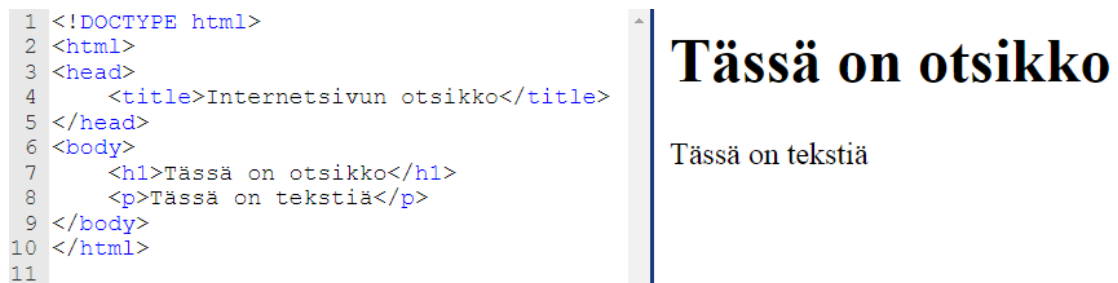 1 <!DOCTYPE html>
2 <html>
3 <head>
4     <title>Internetsivun otsikko</title>
5 </head>
6 <body>
7     <h1>Tässä on otsikko</h1>
8     <p>Tässä on tekstiä</p>
9 </body>
10 </html>
11
Tässä on otsikko
Tässä on tekstiä